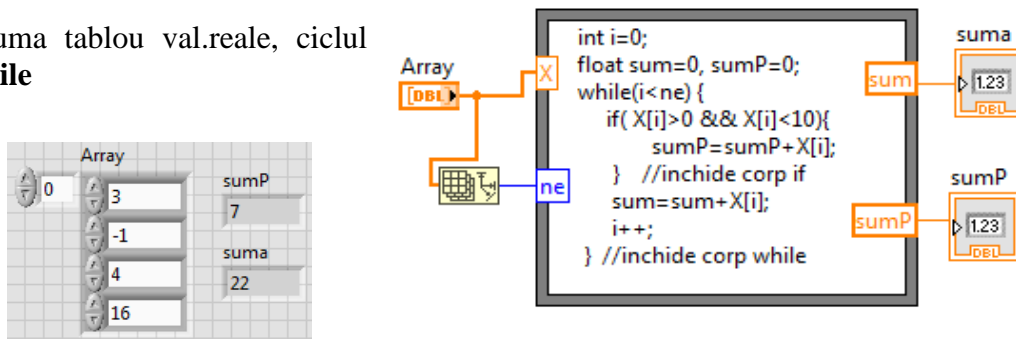 tablou val.reale, ciclul
Array
0
3
-1
4
16
sumP
7
suma
22
Array
[DBL]
X
ne
int i=0;
float sum=0, sumP=0;
while(i<ne) {
if( X[i]>0 && X[i]<10){
sumP=sumP+X[i];
} //inchide corp if
sum=sum+X[i];
i++;
} //inchide corp while
sum
sumP
suma
1.23
DBL
sumP
1.23
DBL